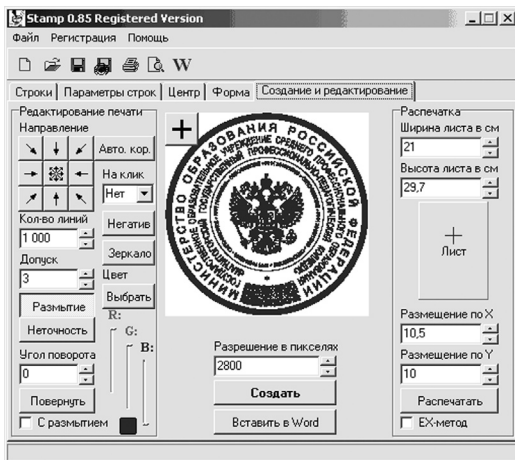 Stamp 0.85 Registered Version
Файл Регистрация Помощь
W
Строки Параметры строк Центр Форма Создание и редактирование
Редактирование печати
Направление
Авто. кор.
На клик
Нет
Кол-во линий
1 000
Негатив
Допуск
3
Зеркало
Цвет
Размытие
Выбрать
Неточность
R:
G:
B:
Угол поворота
0
Повернуть
С размытием
МИНИСТЕРСТВО ОБРАЗОВАНИЯ РОССИЙСКОЙ ФЕДЕРАЦИИ
Разрешение в пикселях
2800
Создать
Вставить в Word
Распечатка
Ширина листа в см
21
Высота листа в см
29,7
Лист
Размещение по X
10,5
Размещение по Y
10
Распечатать
EX-метод